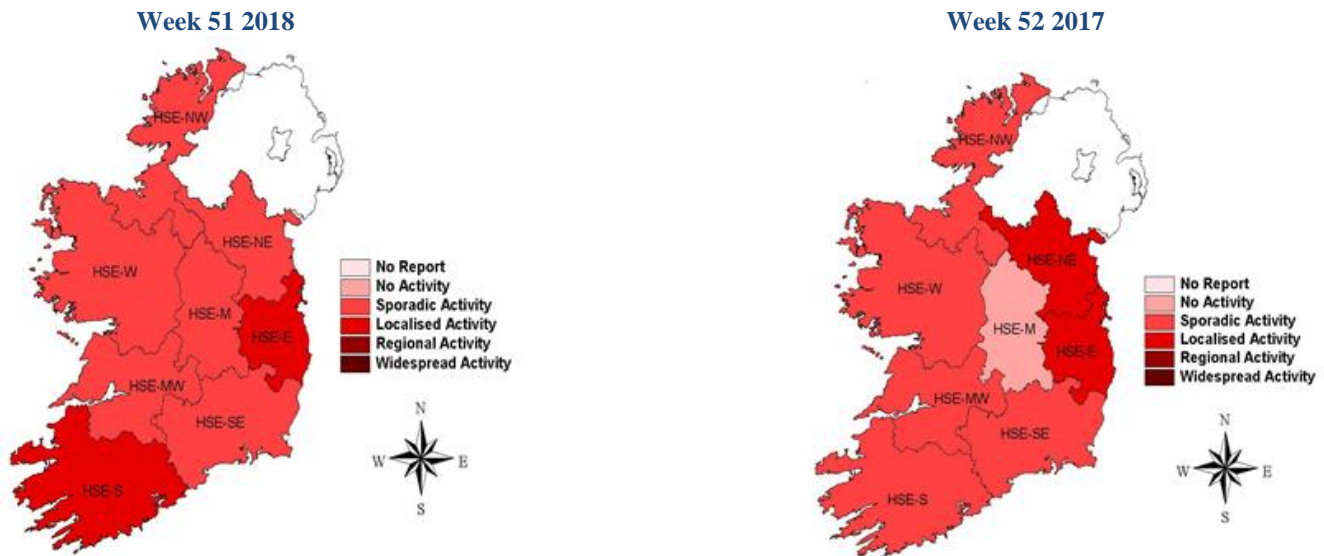 Week 51 2018
HSE-NW
HSE-NE
HSE-W
HSE-M
HSE-E
HSE-MW
HSE-SE
HSE-S
No Report
No Activity
Sporadic Activity
Localised Activity
Regional Activity
Widespread Activity
N
W E
S
Week 52 2017
HSE-NW
HSE-NE
HSE-W
HSE-M
HSE-E
HSE-MW
HSE-SE
HSE-S
No Report
No Activity
Sporadic Activity
Localised Activity
Regional Activity
Widespread Activity
N
W E
S